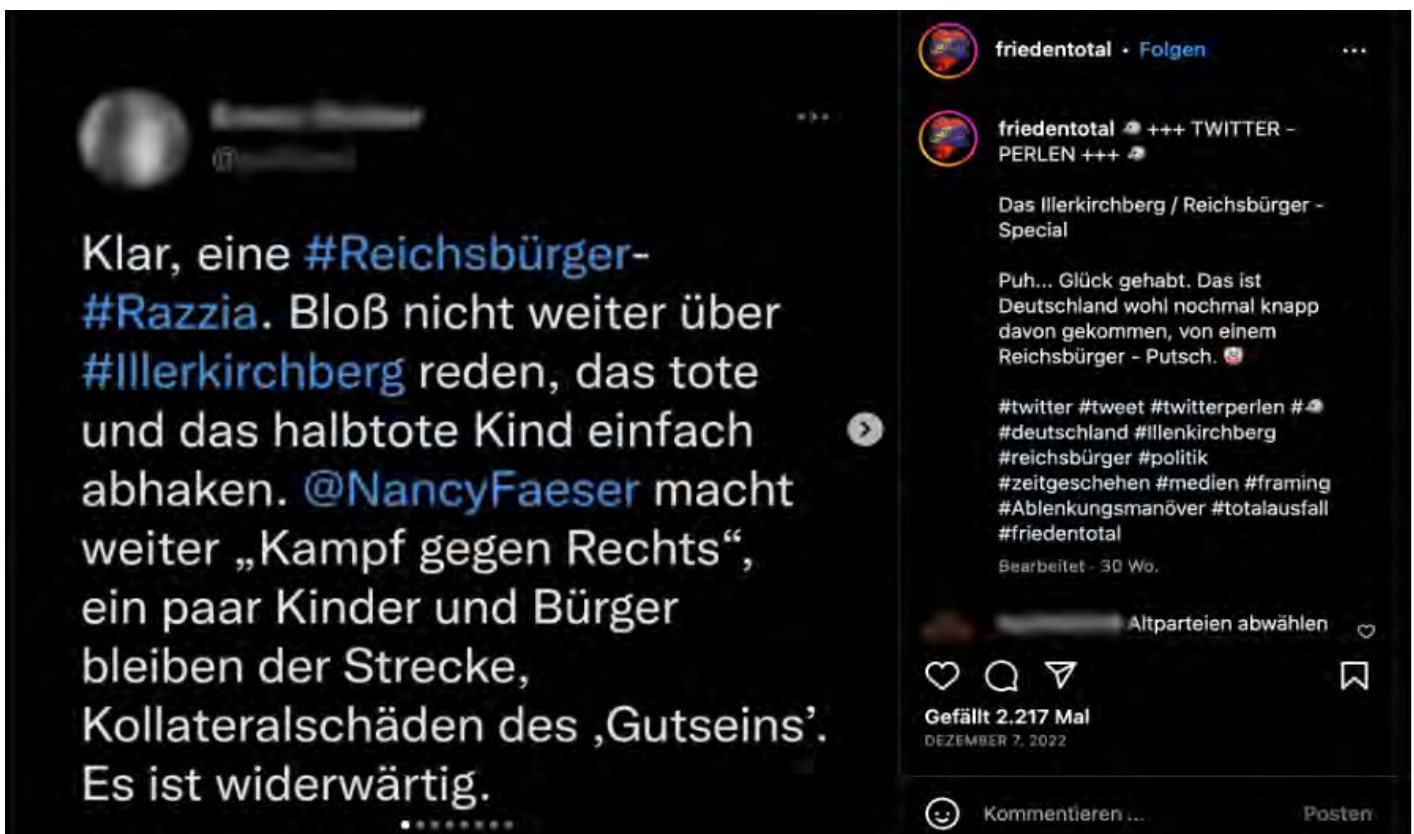 Klar, eine #Reichsbürger-
#Razzia. Bloß nicht weiter über
#Illerkirchberg reden, das tote
und das halbtote Kind einfach
abhaken. @NancyFaeser macht
weiter „Kampf gegen Rechts“,
ein paar Kinder und Bürger
bleiben der Strecke,
Kollateralschäden des ‚Gutseins’.
Es ist widerwärtig.
friedentotal • Folgen
friedentotal 🦪 +++ TWITTER -
PERLEN +++ 🦪
Das Illerkirchberg / Reichsbürger -
Special
Puh... Glück gehabt. Das ist
Deutschland wohl nochmal knapp
davon gekommen, von einem
Reichsbürger - Putsch. 🤡
#twitter #tweet #twitterperlen #🦪
#deutschland #Illenkirchberg
#reichsbürger #politik
#zeitgeschehen #medien #framing
#Ablenkungsmanöver #totalausfall
#friedentotal
Bearbeitet - 30 Wo.
Altparteien abwählen
Gefällt 2.217 Mal
DEZEMBER 7, 2022
Kommentieren ...
Posten